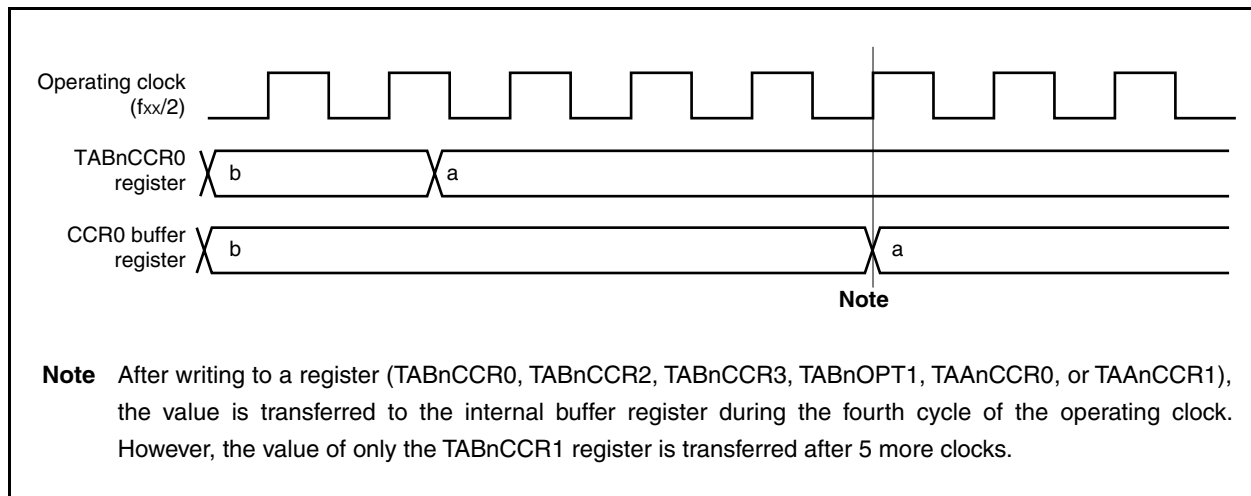 Operating clock
(fxx/2)
TABnCCR0
register
b
a
CCR0 buffer
register
b
a
Note
Note After writing to a register (TABnCCR0, TABnCCR2, TABnCCR3, TABnOPT1, TAAnCCR0, or TAAnCCR1),
the value is transferred to the internal buffer register during the fourth cycle of the operating clock.
However, the value of only the TABnCCR1 register is transferred after 5 more clocks.